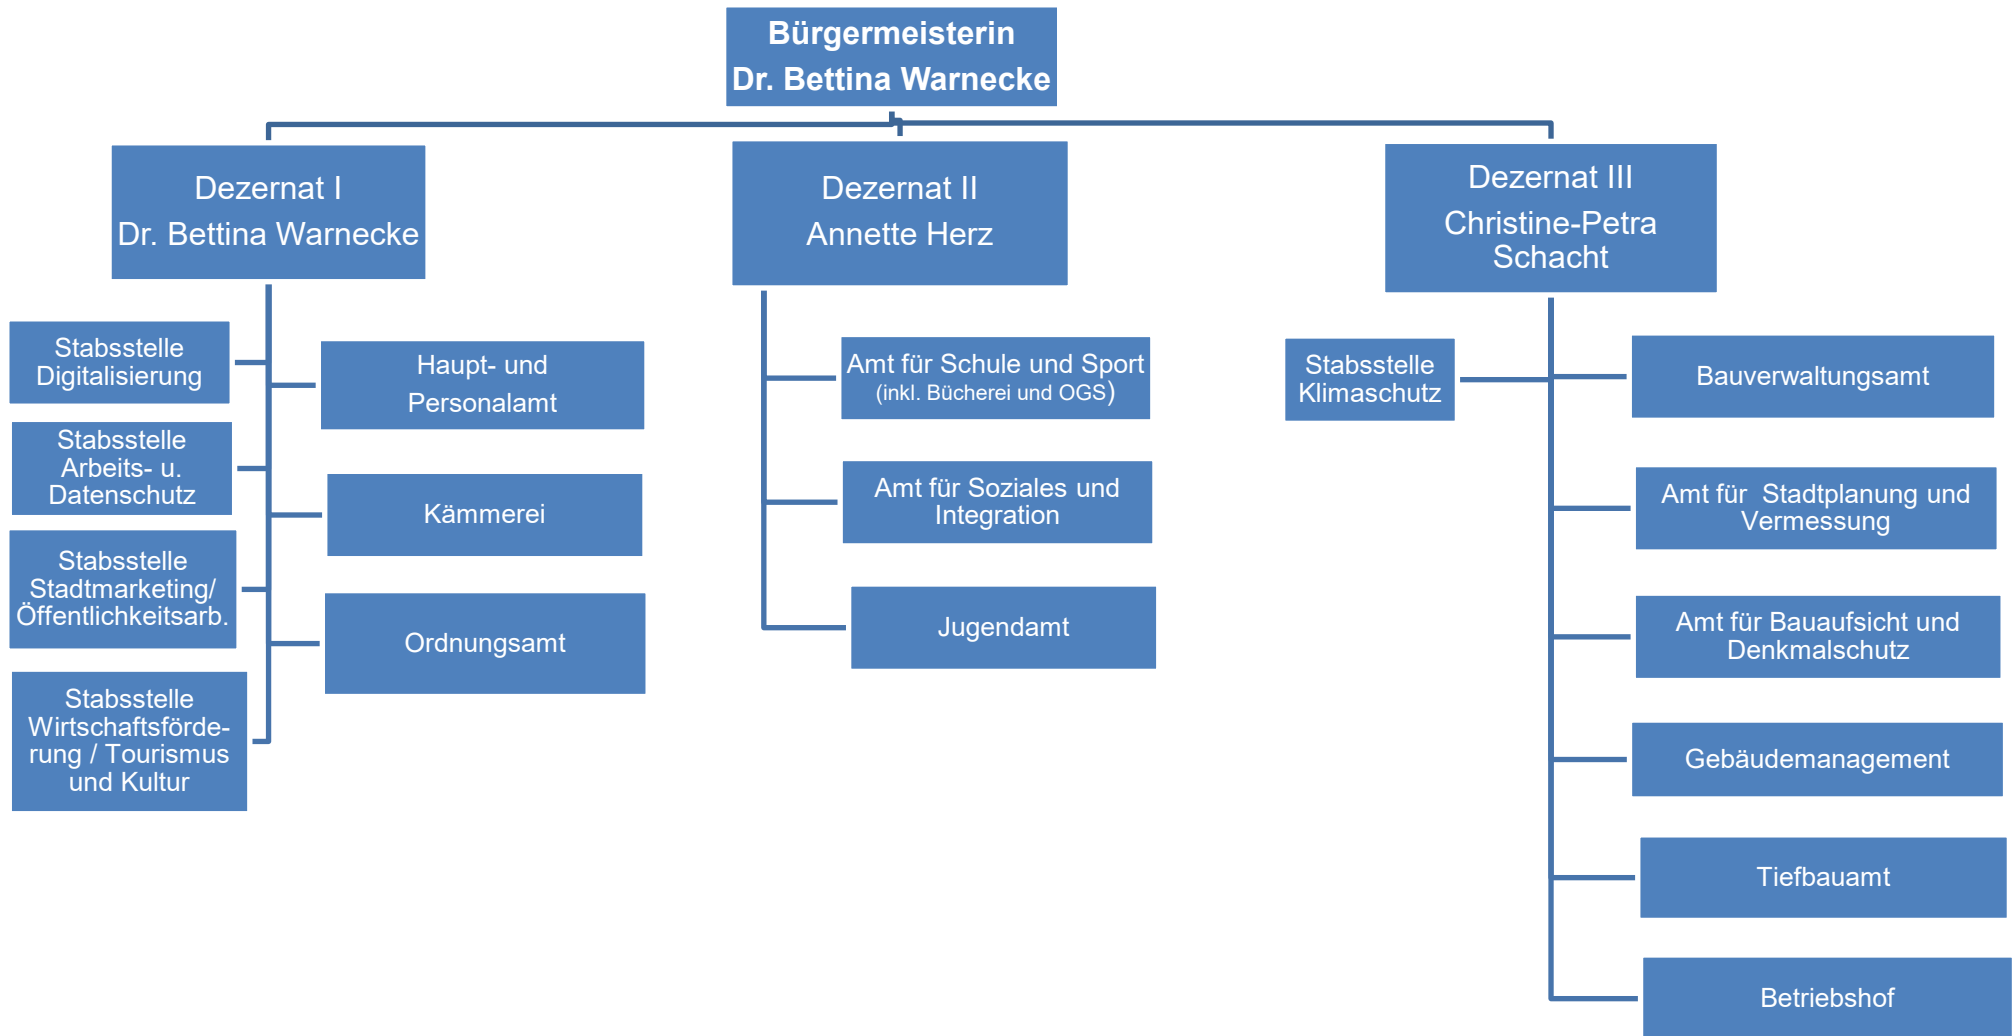 Bürgermeisterin
Dr. Bettina Warnecke
Dezernat I
Dr. Bettina Warnecke
Stabsstelle
Digitalisierung
Stabsstelle
Arbeits- u.
Datenschutz
Stabsstelle
Stadtmarketing/
Öffentlichkeitsarb.
Stabsstelle
Wirtschaftsförde-
rung / Tourismus
und Kultur
Haupt- und
Personalamt
Kämmerei
Ordnungsamt
Dezernat II
Annette Herz
Amt für Schule und Sport
(inkl. Bücherei und OGS)
Amt für Soziales und
Integration
Jugendamt
Dezernat III
Christine-Petra
Schacht
Stabsstelle
Klimaschutz
Bauverwaltungsamt
Amt für Stadtplanung und
Vermessung
Amt für Bauaufsicht und
Denkmalschutz
Gebäudemanagement
Tiefbauamt
Betriebshof